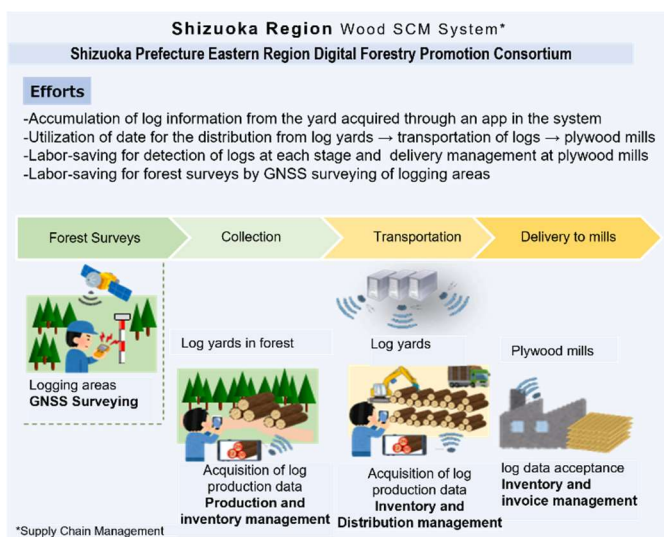 Shizuoka Region Wood SCM System*
Shizuoka Prefecture Eastern Region Digital Forestry Promotion Consortium
Efforts
-Accumulation of log information from the yard acquired through an app in the system
-Utilization of date for the distribution from log yards → transportation of logs → plywood mills
-Labor-saving for detection of logs at each stage and delivery management at plywood mills
-Labor-saving for forest surveys by GNSS surveying of logging areas
Forest Surveys
Collection
Transportation
Delivery to mills
Logging areas
GNSS Surveying
Log yards in forest
Acquisition of log
production data
Production and
inventory management
Log yards
Acquisition of log
production data
Inventory and
Distribution management
Plywood mills
log data acceptance
Inventory and
invoice management
*Supply Chain Management